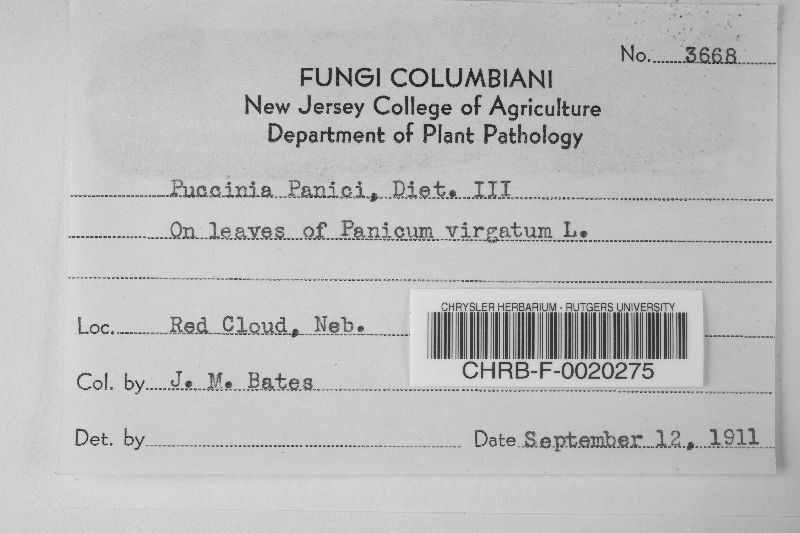 No. 3668
FUNGI COLUMBIANI
New Jersey College of Agriculture
Department of Plant Pathology
Puccinia Panici, Diet. III
On leaves of Panicum virgatum L.
Loc. Red Cloud, Neb.
CHRYSLER HERBARIUM - RUTGERS UNIVERSITY
CHRB-F-0020275
Col. by J. M. Bates
Det. by
Date September 12, 1911